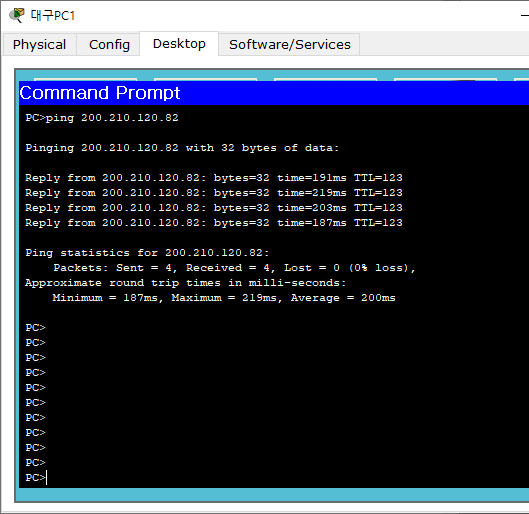 대구PC1
Physical Config Desktop Software/Services
Command Prompt
PC>ping 200.210.120.82
Pinging 200.210.120.82 with 32 bytes of data:
Reply from 200.210.120.82: bytes=32 time=191ms TTL=123
Reply from 200.210.120.82: bytes=32 time=219ms TTL=123
Reply from 200.210.120.82: bytes=32 time=203ms TTL=123
Reply from 200.210.120.82: bytes=32 time=187ms TTL=123
Ping statistics for 200.210.120.82:
Packets: Sent = 4, Received = 4, Lost = 0 (0% loss),
Approximate round trip times in milli-seconds:
Minimum = 187ms, Maximum = 219ms, Average = 200ms
PC>
PC>
PC>
PC>
PC>
PC>
PC>
PC>
PC>
PC>
PC>